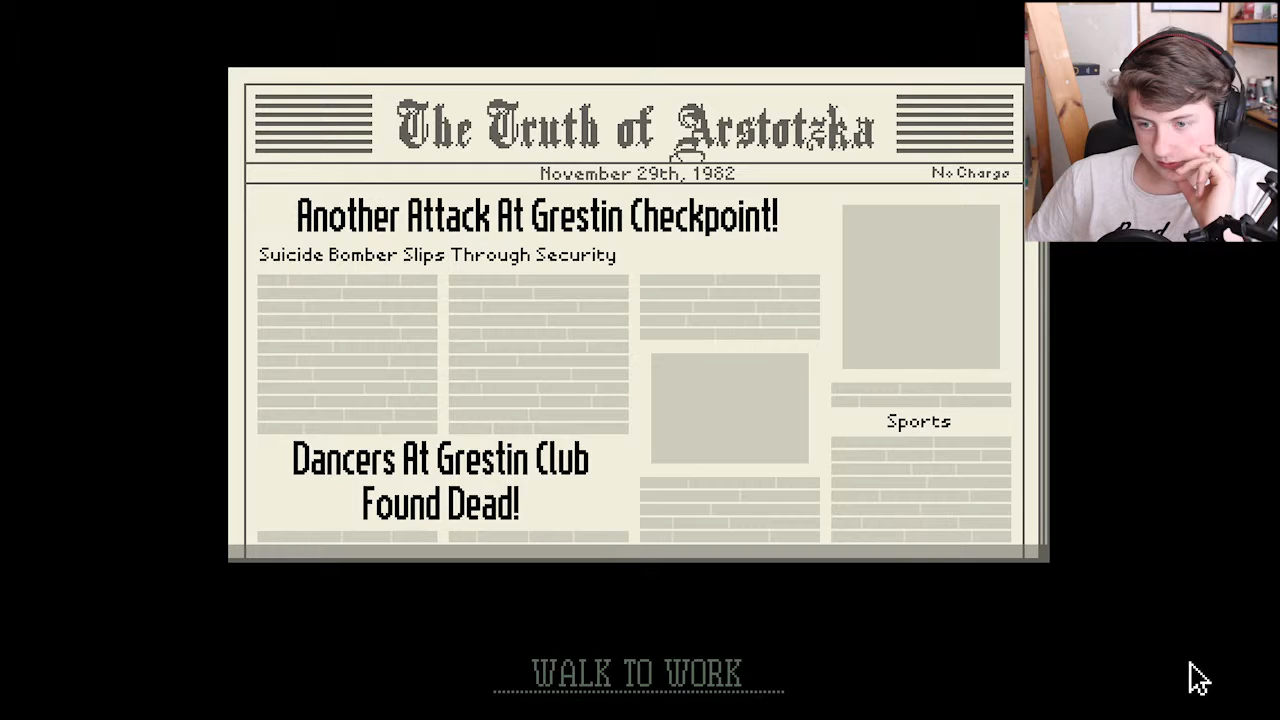 The Truth of Arstotzka
November 29th, 1982
No Charge
Another Attack At Grestin Checkpoint!
Suicide Bomber Slips Through Security
Dancers At Grestin Club
Found Dead!
Sports
WALK TO WORK